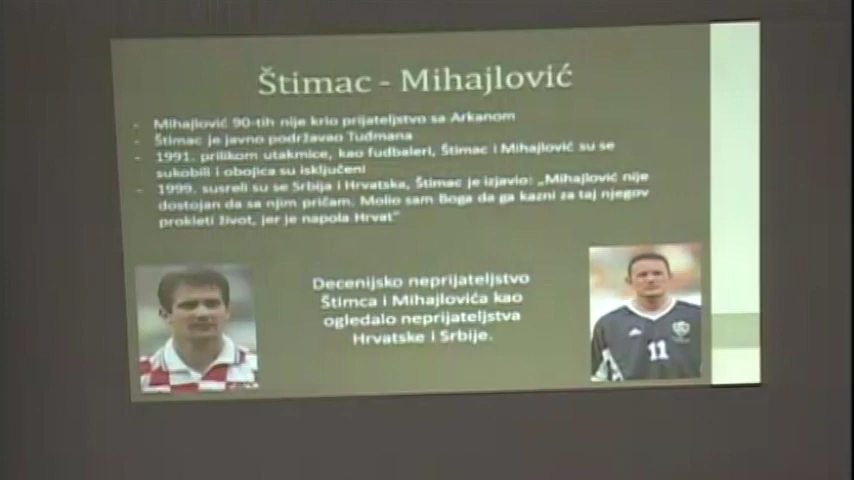 Štimac - Mihajlović
- Mihajlović 90-tih nije krio prijateljstvo sa Arkanom
- Štimac je javno podržavao Tuđmana
- 1991. prilikom utakmice, kao fudbaleri, Štimac i Mihajlović su se
sukobili i obojica su isključeni
- 1999. susreli su se Srbija i Hrvatska, Štimac je izjavio: „Mihajlović nije
dostojan da sa njim pričam. Molio sam Boga da ga kazni za taj njegov
prokleti život, jer je napola Hrvat"
Decenijsko neprijateljstvo
Štimca i Mihajlovića kao
ogledalo neprijateljstva
Hrvatske i Srbije.
11